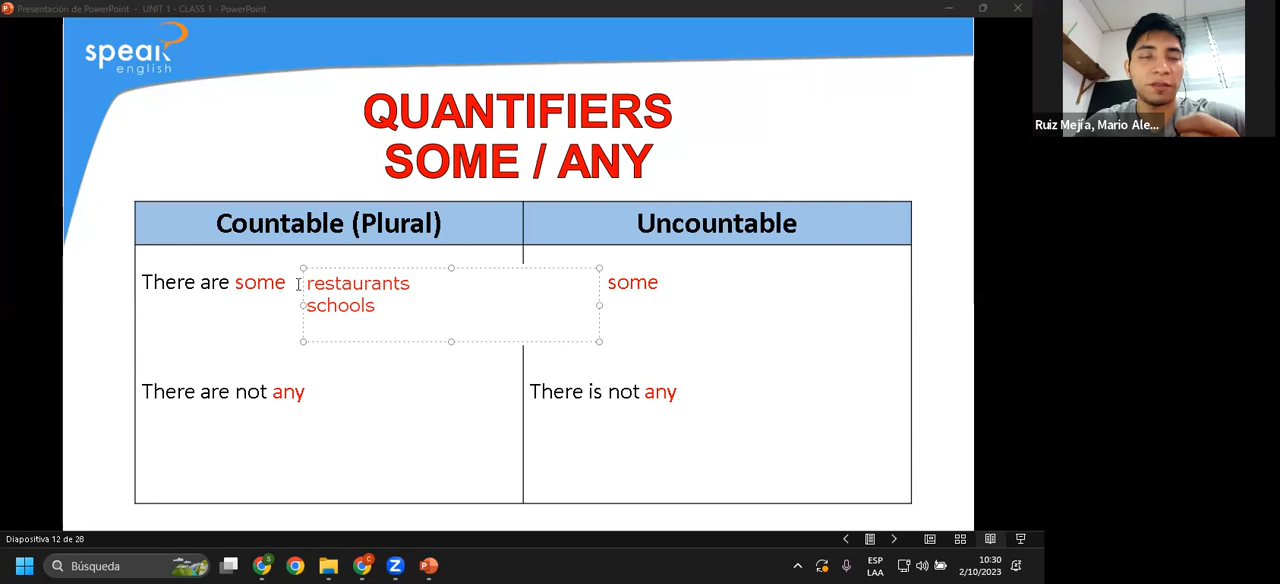 Presentación de PowerPoint - UNIT 1 - CLASS 1 - PowerPoint
speak
english
Ruiz Mejía, Mario Ale...
QUANTIFIERS
SOME / ANY
Countable (Plural)
Uncountable
There are some
restaurants
schools
some
There are not any
There is not any
Diapositiva 12 de 28
Búsqueda
ESP
LAA
10:30
2/10/2023